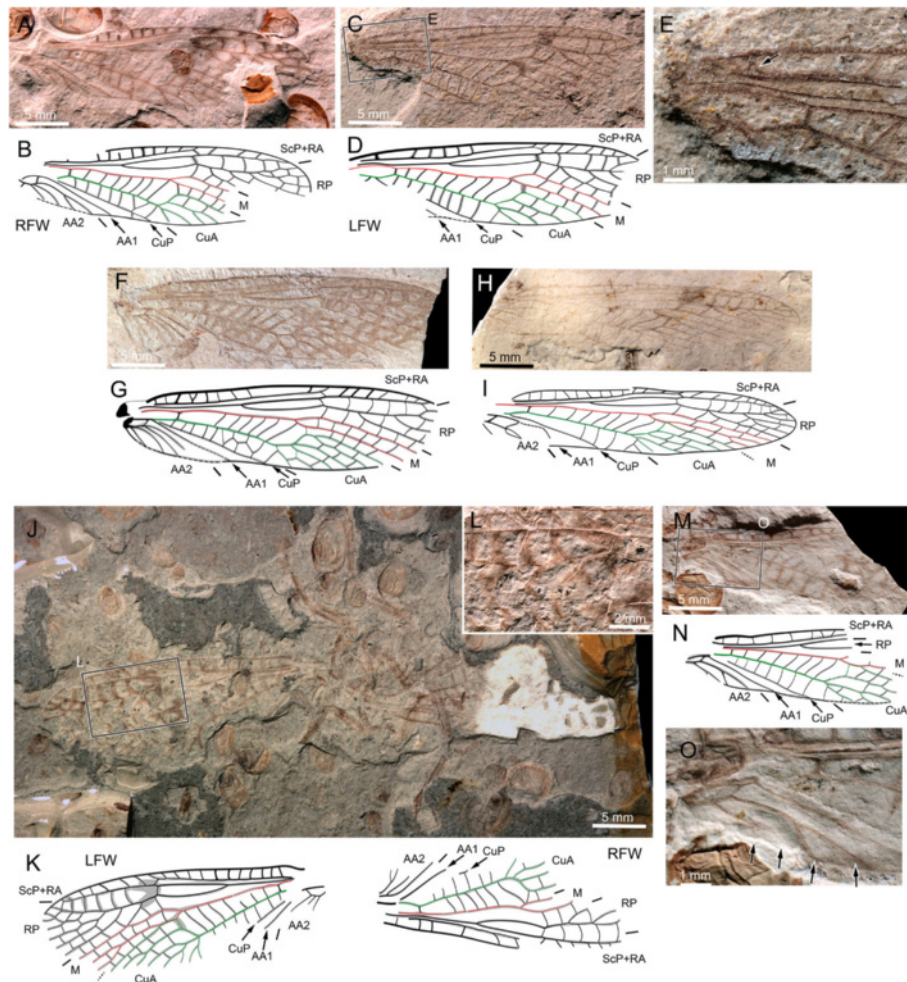 A
5 mm
C
E
5 mm
E
1 mm
B
ScP+RA
RP
M
RFW
AA2
AA1
CuP
CuA
D
ScP+RA
RP
M
LFW
AA1
CuP
CuA
F
5 mm
H
5 mm
G
ScP+RA
RP
M
AA2
AA1
CuP
CuA
I
ScP+RA
RP
AA2
AA1
CuP
CuA
M
J
L
5 mm
L
2 mm
M
O
5 mm
N
ScP+RA
RP
M
AA2
AA1
CuP
CuA
O
1 mm
K
LFW
ScP+RA
RP
M
CuA
CuP
AA1
AA2
AA2
AA1
CuP
CuA
RFW
M
RP
ScP+RA